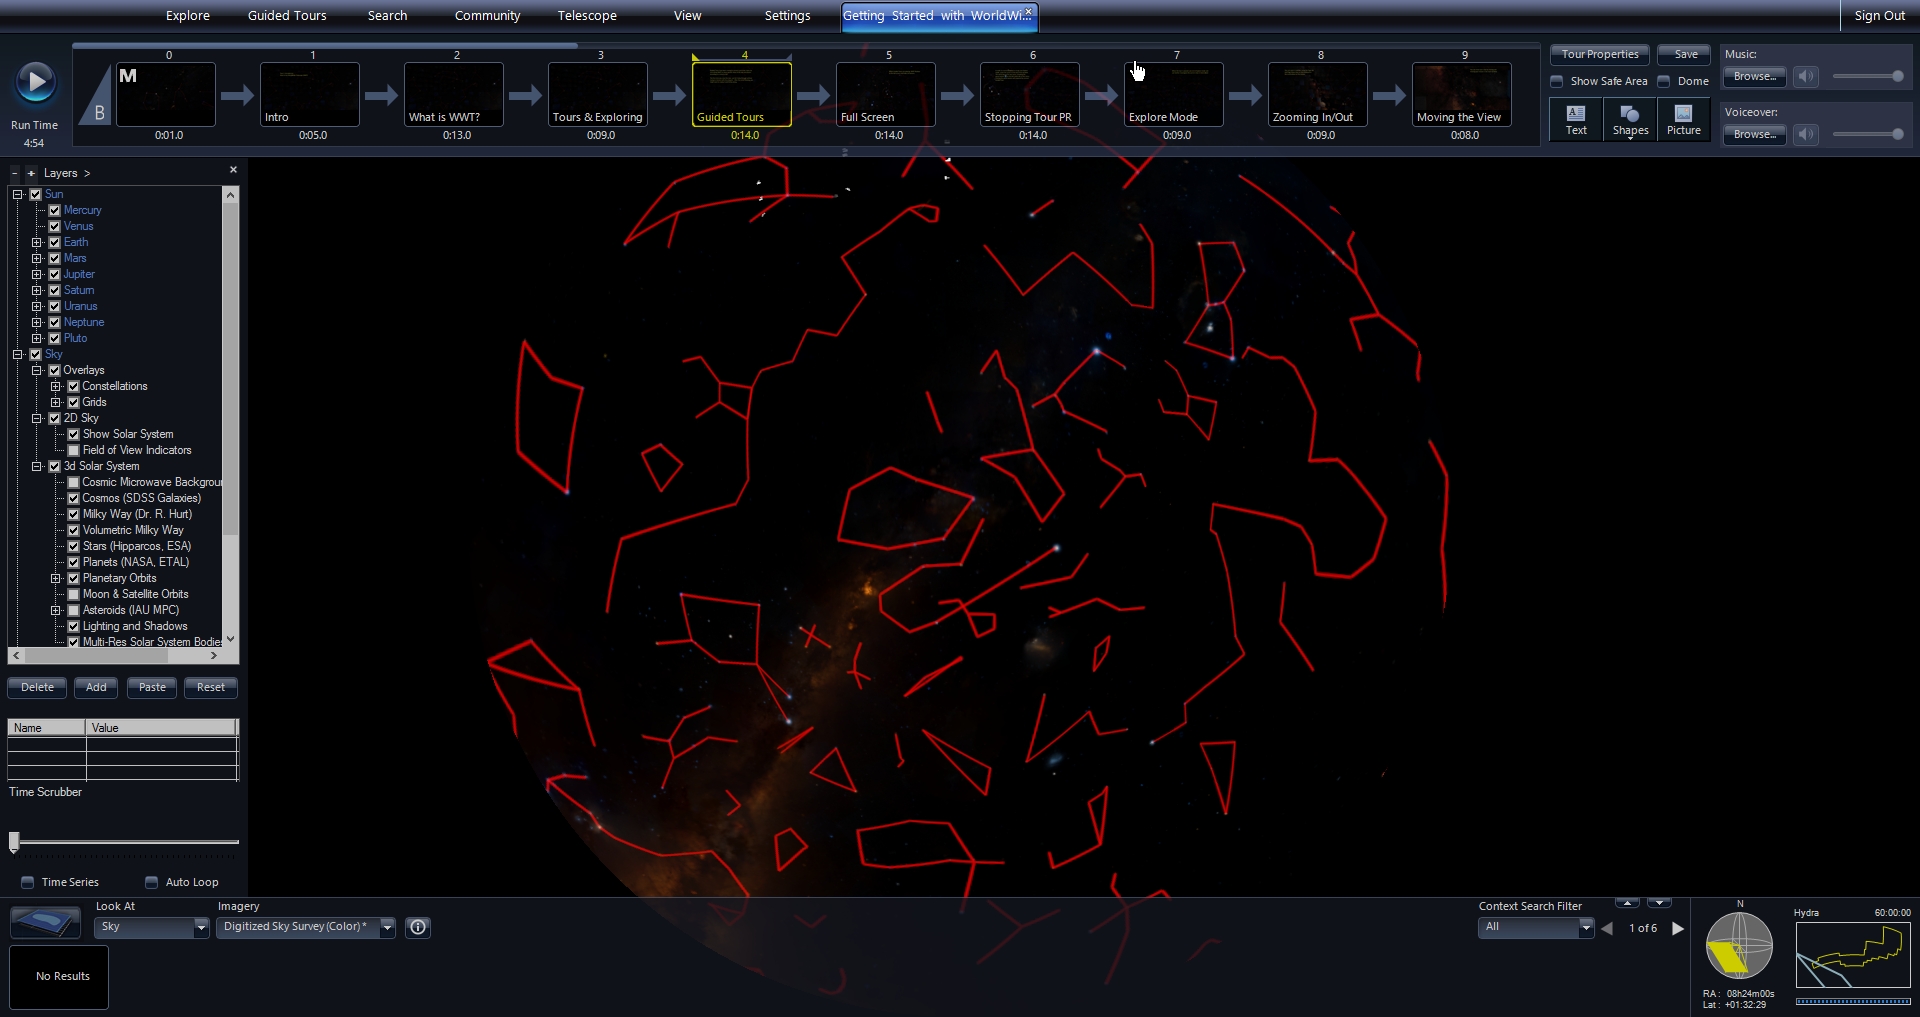 Explore Guided Tours Search Community Telescope View Settings Getting Started with WorldWi... Sign Out
0 1 2 3 4 5 6 7 8 9
M
B
Intro What is WWT? Tours & Exploring Guided Tours Full Screen Stopping Tour PR Explore Mode Zooming In/Out Moving the View
0:01.0 0:05.0 0:13.0 0:09.0 0:14.0 0:14.0 0:14.0 0:09.0 0:09.0 0:08.0
Run Time
4:54
Tour Properties Save
Show Safe Area Dome
Text Shapes Picture
Music:
Browse...
Voiceover:
Browse...
Layers >
Sun
Mercury
Venus
Earth
Mars
Jupiter
Saturn
Uranus
Neptune
Pluto
Sky
Overlays
Constellations
Grids
2D Sky
Show Solar System
Field of View Indicators
3d Solar System
Cosmic Microwave Backgroun
Cosmos (SDSS Galaxies)
Milky Way (Dr. R. Hurt)
Volumetric Milky Way
Stars (Hipparcos, ESA)
Planets (NASA, ETAL)
Planetary Orbits
Moon & Satellite Orbits
Asteroids (IAU MPC)
Lighting and Shadows
Multi-Res Solar System Bodies
Delete Add Paste Reset
Name Value
Time Scrubber
Time Series Auto Loop
Look At Imagery
Sky Digitized Sky Survey (Color) *
No Results
Context Search Filter
All 1 of 6
N
RA : 08h24m00s
Lat : +01:32:29
Hydra 60:00:00